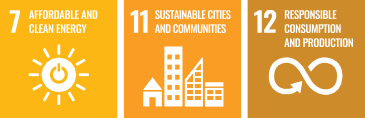 7 AFFORDABLE AND
CLEAN ENERGY
11 SUSTAINABLE CITIES
AND COMMUNITIES
12 RESPONSIBLE
CONSUMPTION
AND PRODUCTION